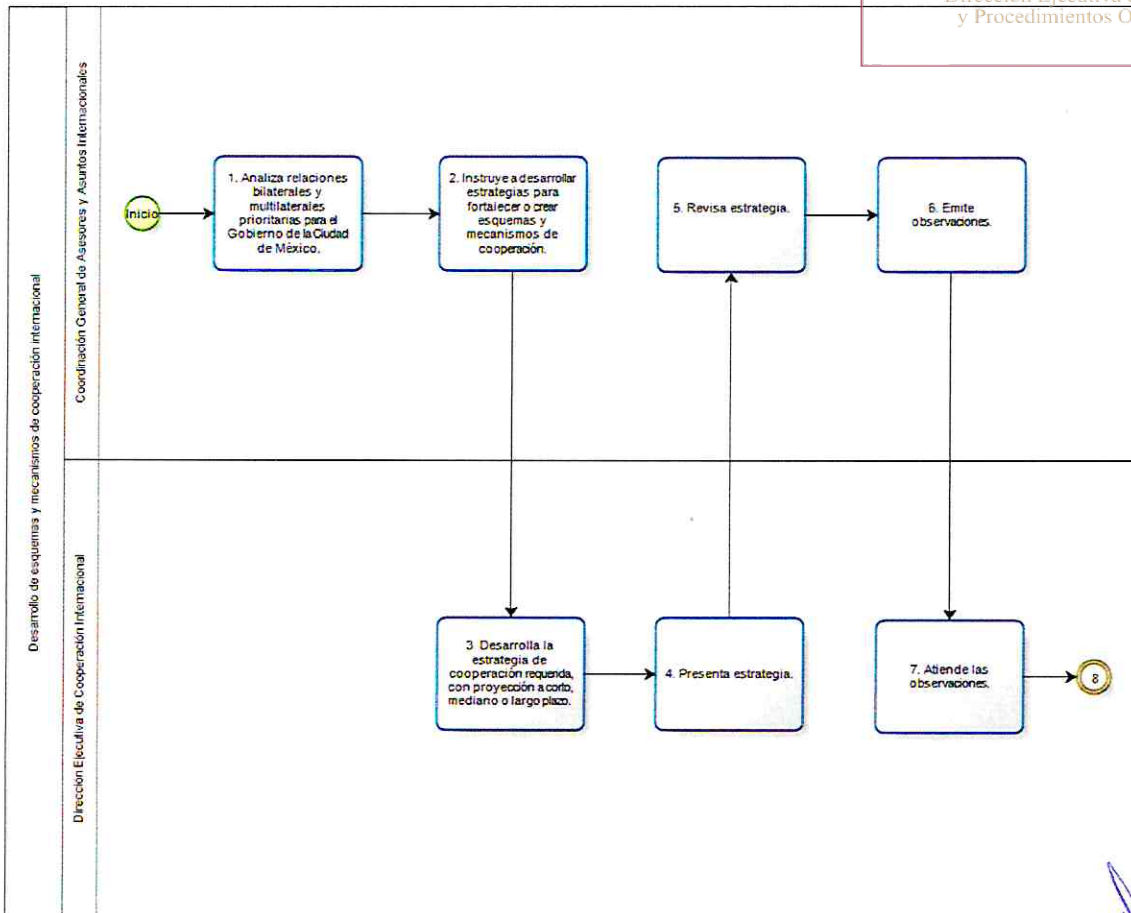 Dirección Ejecutiva
y Procedimientos O
Desarrollo de esquemas y mecanismos de cooperación internacional
Coordinación General de Asesores y Asuntos Internacionales
Inicio
1. Analiza relaciones
bilaterales y
multilaterales
prioritarias para el
Gobierno de la Ciudad
de México.
2. Instruye a desarrollar
estrategias para
fortalecer o crear
esquemas y
mecanismos de
cooperación.
5. Revisa estrategia.
6. Emite
observaciones.
Dirección Ejecutiva de Cooperación Internacional
3. Desarrolla la
estrategia de
cooperación requerida,
con proyección a corto,
mediano o largo plazo.
4. Presenta estrategia.
7. Atiende las
observaciones.
8